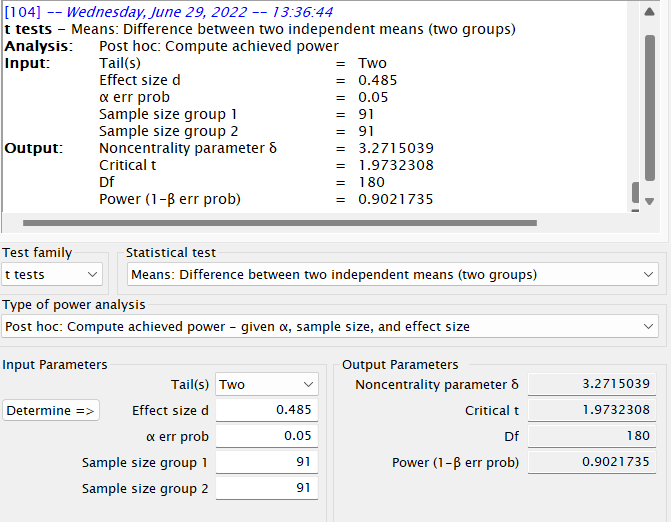 [104] -- Wednesday, June 29, 2022 -- 13:36:44
t tests – Means: Difference between two independent means (two groups)
Analysis: Post hoc: Compute achieved power
Input: Tail(s) = Two
Effect size d = 0.485
α err prob = 0.05
Sample size group 1 = 91
Sample size group 2 = 91
Output: Noncentrality parameter δ = 3.2715039
Critical t = 1.9732308
Df = 180
Power (1-β err prob) = 0.9021735
Test family
Statistical test
t tests
Means: Difference between two independent means (two groups)
Type of power analysis
Post hoc: Compute achieved power – given α, sample size, and effect size
Input Parameters
Output Parameters
Tail(s) Two
Noncentrality parameter δ 3.2715039
Determine => Effect size d 0.485
Critical t 1.9732308
α err prob 0.05
Df 180
Sample size group 1 91
Power (1-β err prob) 0.9021735
Sample size group 2 91